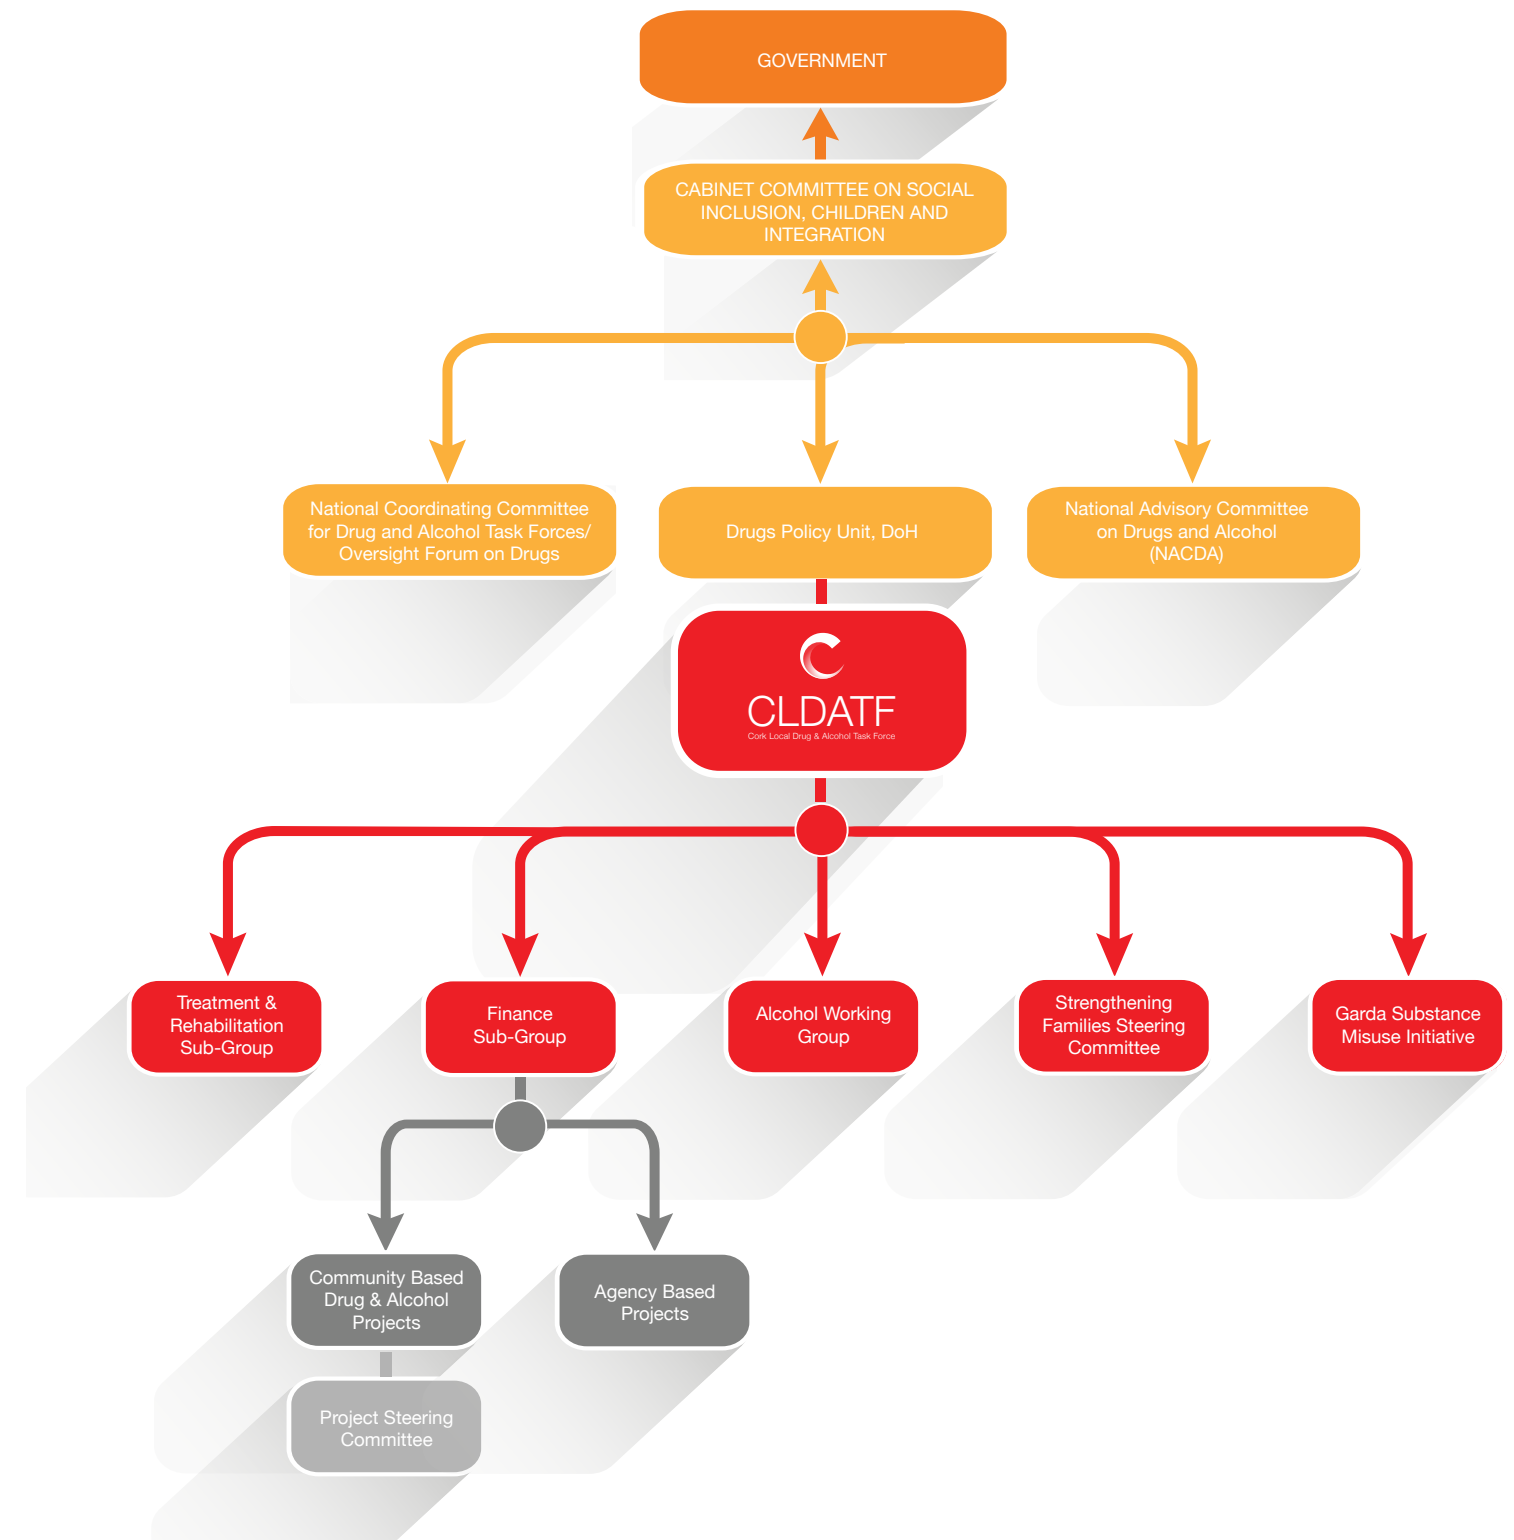 GOVERNMENT
CABINET COMMITTEE ON SOCIAL
INCLUSION, CHILDREN AND
INTEGRATION
National Coordinating Committee
for Drug and Alcohol Task Forces/
Oversight Forum on Drugs
Drugs Policy Unit, DoH
National Advisory Committee
on Drugs and Alcohol
(NACDA)
CLDATF
Cork Local Drug & Alcohol Task Force
Treatment &
Rehabilitation
Sub-Group
Finance
Sub-Group
Alcohol Working
Group
Strengthening
Families Steering
Committee
Garda Substance
Misuse Initiative
Community Based
Drug & Alcohol
Projects
Agency Based
Projects
Project Steering
Committee